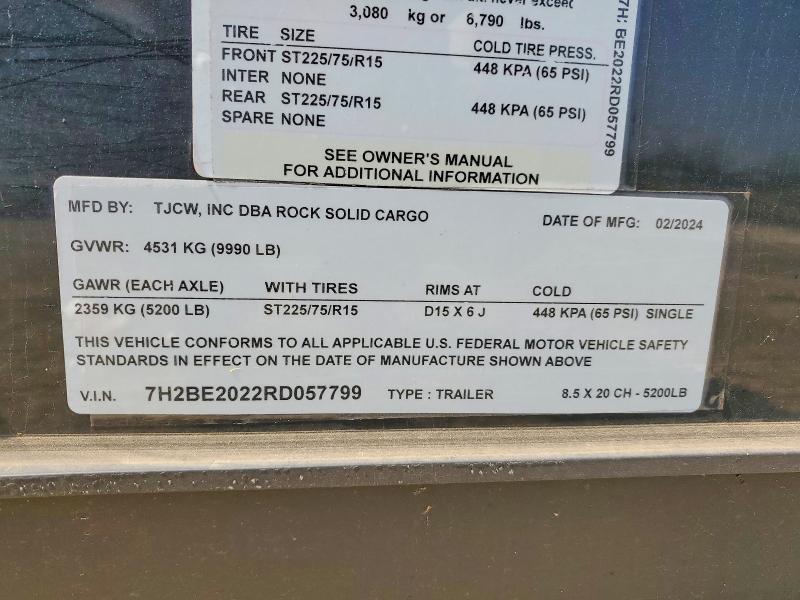 never exceed
3,080 kg or 6,790 lbs.
TIRE SIZE COLD TIRE PRESS.
FRONT ST225/75/R15 448 KPA (65 PSI)
INTER NONE
REAR ST225/75/R15 448 KPA (65 PSI)
SPARE NONE
SEE OWNER'S MANUAL
FOR ADDITIONAL INFORMATION
BE2022RD057799
MFD BY: TJCW, INC DBA ROCK SOLID CARGO DATE OF MFG: 02/2024
GVWR: 4531 KG (9990 LB)
GAWR (EACH AXLE) WITH TIRES RIMS AT COLD
2359 KG (5200 LB) ST225/75/R15 D15 X 6 J 448 KPA (65 PSI) SINGLE
THIS VEHICLE CONFORMS TO ALL APPLICABLE U.S. FEDERAL MOTOR VEHICLE SAFETY
STANDARDS IN EFFECT ON THE DATE OF MANUFACTURE SHOWN ABOVE
V.I.N. 7H2BE2022RD057799 TYPE : TRAILER 8.5 X 20 CH - 5200LB